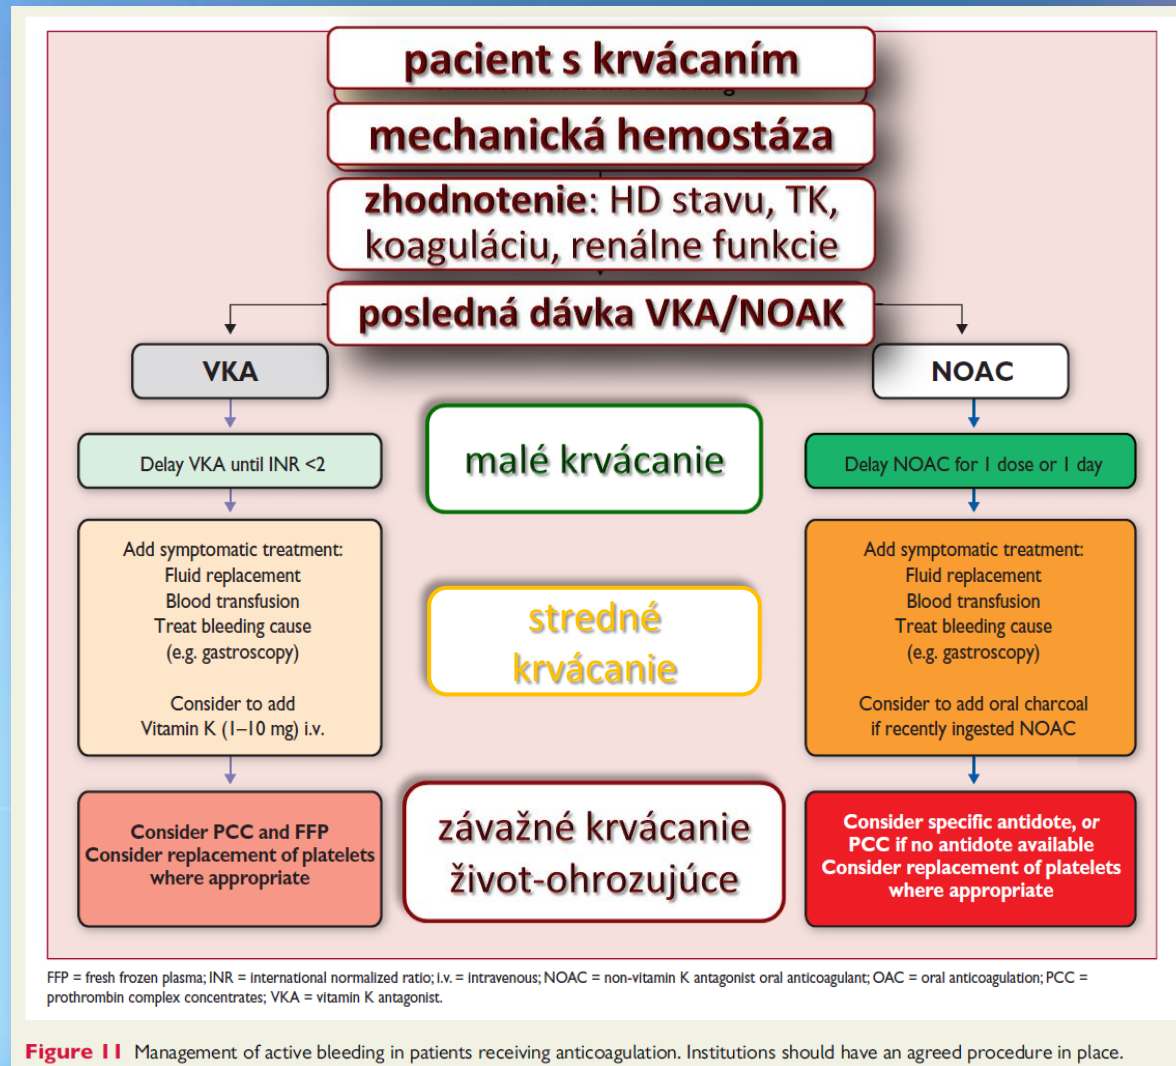 pacient s krvácaním
mechanická hemostáza
zhodnotenie: HD stavu, TK,
koaguláciu, renálne funkcie
posledná dávka VKA/NOAK
VKA
NOAC
Delay VKA until INR <2
malé krvácanie
Delay NOAC for 1 dose or 1 day
Add symptomatic treatment:
Fluid replacement
Blood transfusion
Treat bleeding cause
(e.g. gastroscopy)
Consider to add
Vitamin K (1–10 mg) i.v.
stredné
krvácanie
Add symptomatic treatment:
Fluid replacement
Blood transfusion
Treat bleeding cause
(e.g. gastroscopy)
Consider to add oral charcoal
if recently ingested NOAC
Consider PCC and FFP
Consider replacement of platelets
where appropriate
závažné krvácanie
život-ohrozujúce
Consider specific antidote, or
PCC if no antidote available
Consider replacement of platelets
where appropriate
FFP = fresh frozen plasma; INR = international normalized ratio; i.v. = intravenous; NOAC = non-vitamin K antagonist oral anticoagulant; OAC = oral anticoagulation; PCC =
prothrombin complex concentrates; VKA = vitamin K antagonist.
Figure 11 Management of active bleeding in patients receiving anticoagulation. Institutions should have an agreed procedure in place.